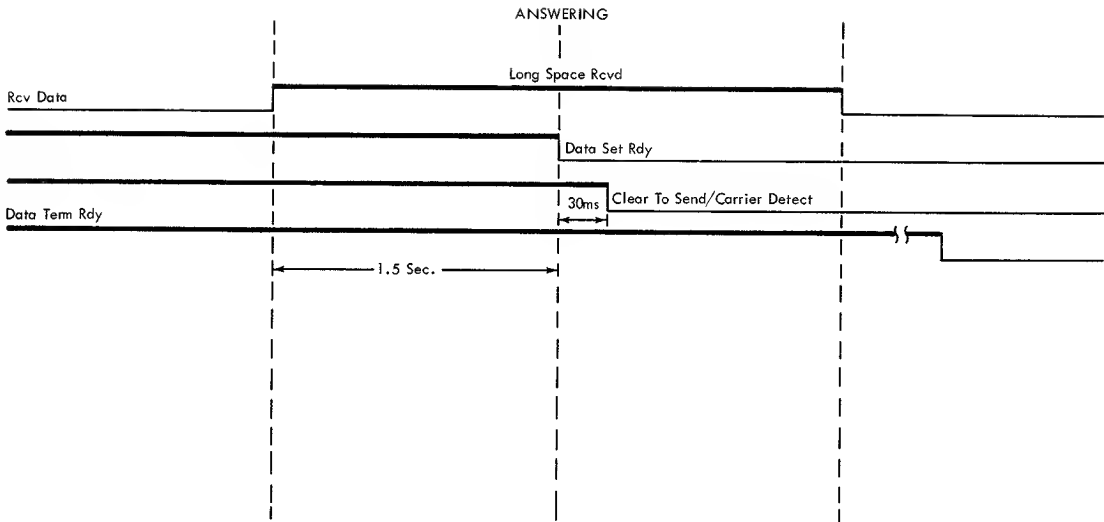 ANSWERING
Long Space Rcvd
Rcv Data
Data Set Rdy
30ms
Clear To Send/Carrier Detect
Data Term Rdy
1.5 Sec.